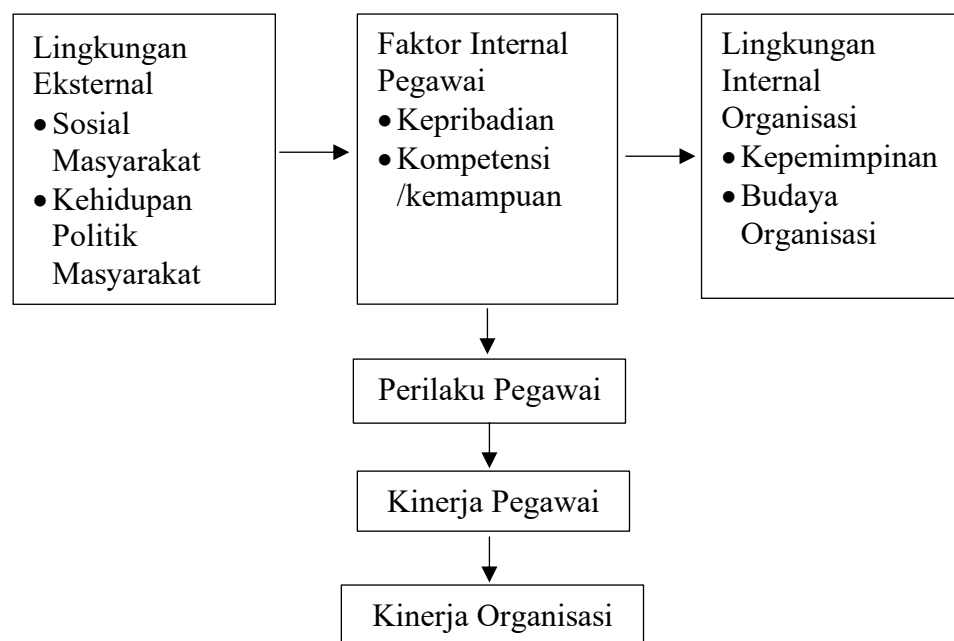 Lingkungan
Eksternal
• Sosial
Masyarakat
• Kehidupan
Politik
Masyarakat
Faktor Internal
Pegawai
• Kepribadian
• Kompetensi
/kemampuan
Lingkungan
Internal
Organisasi
• Kepemimpinan
• Budaya
Organisasi
Perilaku Pegawai
Kinerja Pegawai
Kinerja Organisasi